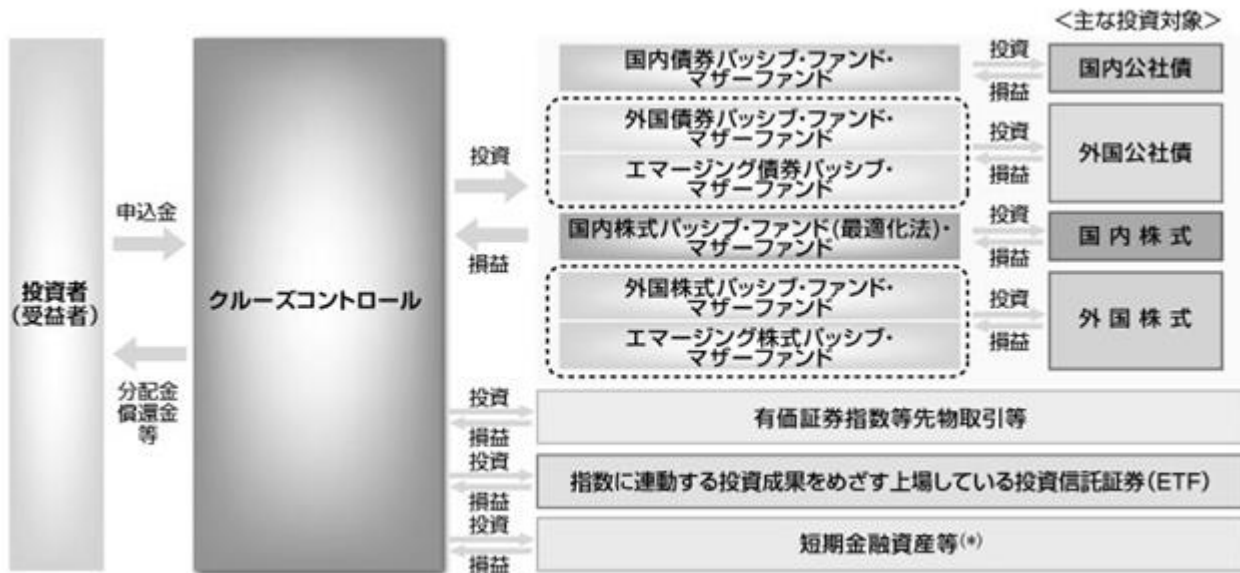 <主な投資対象>
投資者
(受益者)
申込金
分配金
償還金
等
クルーズコントロール
投資
損益
国内債券パッシブ・ファンド・
マザーファンド
投資
損益
国内公社債
外国債券パッシブ・ファンド・
マザーファンド
エマージング債券パッシブ・
マザーファンド
投資
損益
外国公社債
国内株式パッシブ・ファンド(最適化法)・
マザーファンド
投資
損益
国内株式
外国株式パッシブ・ファンド・
マザーファンド
エマージング株式パッシブ・
マザーファンド
投資
損益
外国株式
投資
損益
有価証券指数等先物取引等
投資
損益
指数に連動する投資成果をめざす上場している投資信託証券(ETF)
投資
損益
短期金融資産等(*)